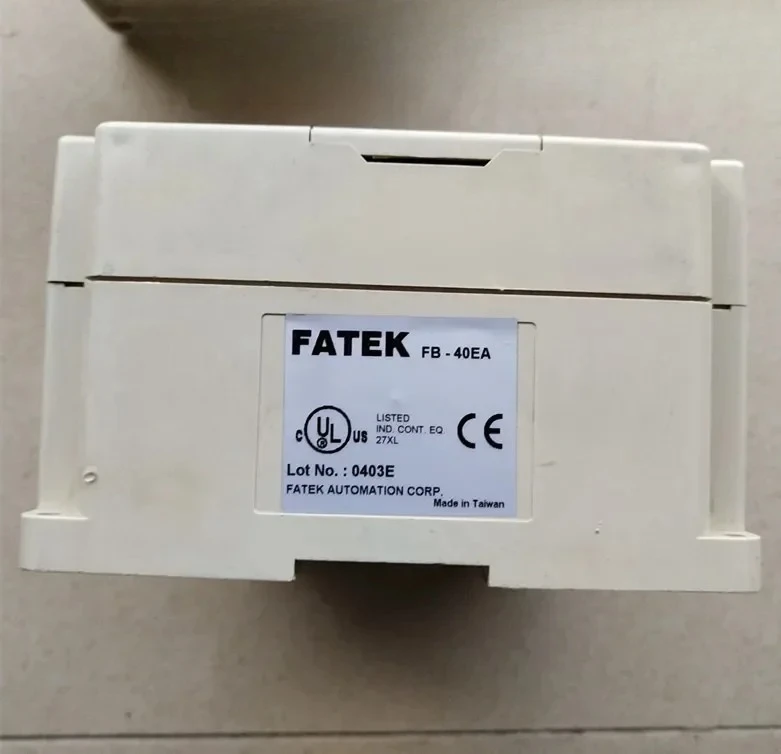 FATEK FB - 40EA
C UL US
LISTED
IND. CONT. EQ.
27XL
CE
Lot No. : 0403E
FATEK AUTOMATION CORP.
Made in Taiwan